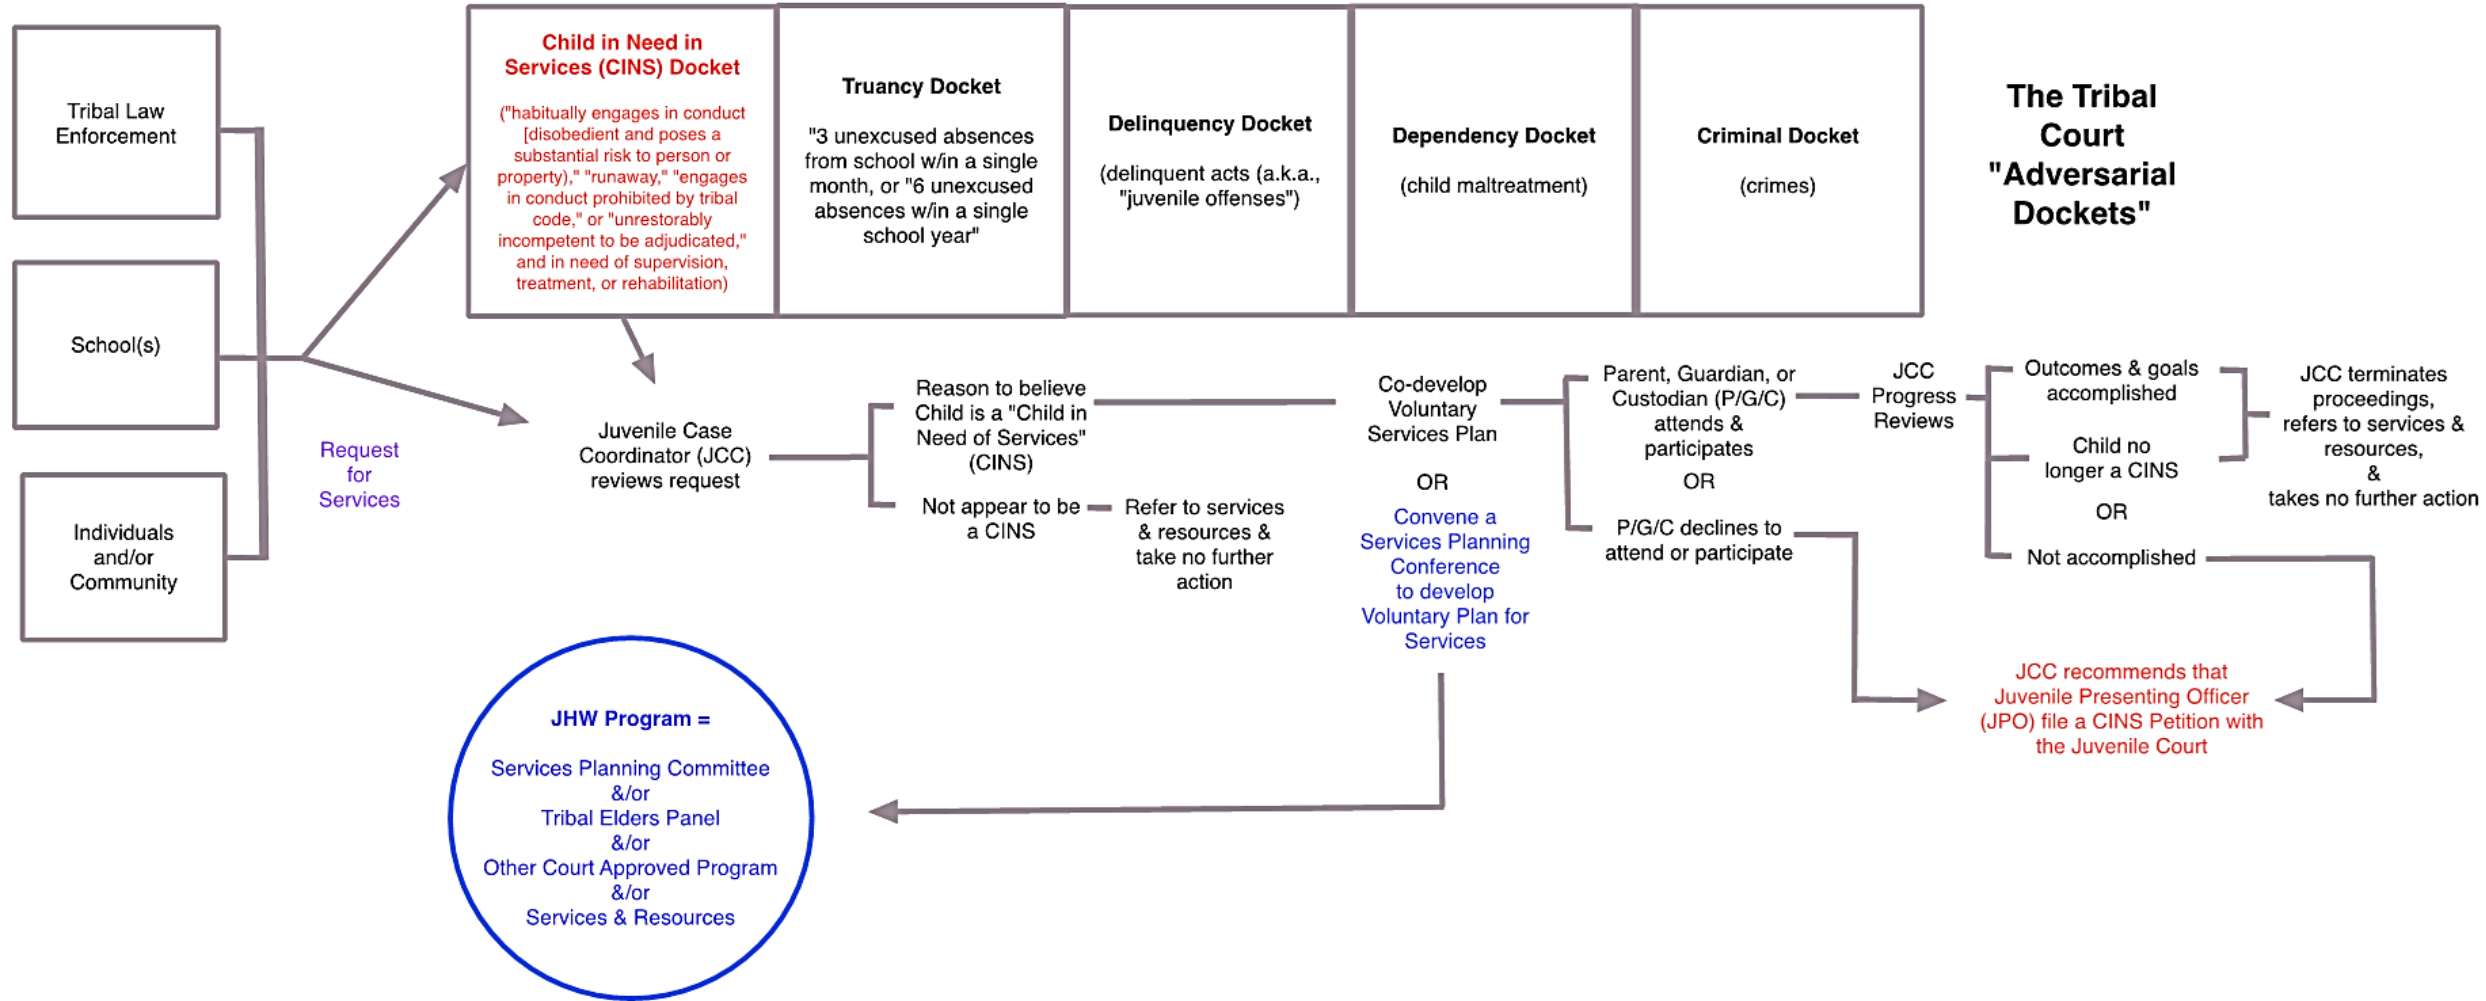 Tribal Law
Enforcement
School(s)
Individuals
and/or
Community
Request
for
Services
Child in Need in
Services (CINS) Docket
("habitually engages in conduct
[disobedient and poses a
substantial risk to person or
property)," "runaway," "engages
in conduct prohibited by tribal
code," or "unrestorably
incompetent to be adjudicated,"
and in need of supervision,
treatment, or rehabilitation)
Truancy Docket
"3 unexcused absences
from school w/in a single
month, or "6 unexcused
absences w/in a single
school year"
Delinquency Docket
(delinquent acts (a.k.a.,
"juvenile offenses")
Dependency Docket
(child maltreatment)
Criminal Docket
(crimes)
The Tribal
Court
"Adversarial
Dockets"
Juvenile Case
Coordinator (JCC)
reviews request
Reason to believe
Child is a "Child in
Need of Services"
(CINS)
Not appear to be
a CINS
Refer to services
& resources &
take no further
action
Co-develop
Voluntary
Services Plan
OR
Convene a
Services Planning
Conference
to develop
Voluntary Plan for
Services
Parent, Guardian, or
Custodian (P/G/C)
attends &
participates
OR
P/G/C declines to
attend or participate
JCC
Progress
Reviews
Outcomes & goals
accomplished
Child no
longer a CINS
OR
Not accomplished
JCC terminates
proceedings,
refers to services &
resources,
&
takes no further action
JCC recommends that
Juvenile Presenting Officer
(JPO) file a CINS Petition with
the Juvenile Court
JHW Program =
Services Planning Committee
&/or
Tribal Elders Panel
&/or
Other Court Approved Program
&/or
Services & Resources